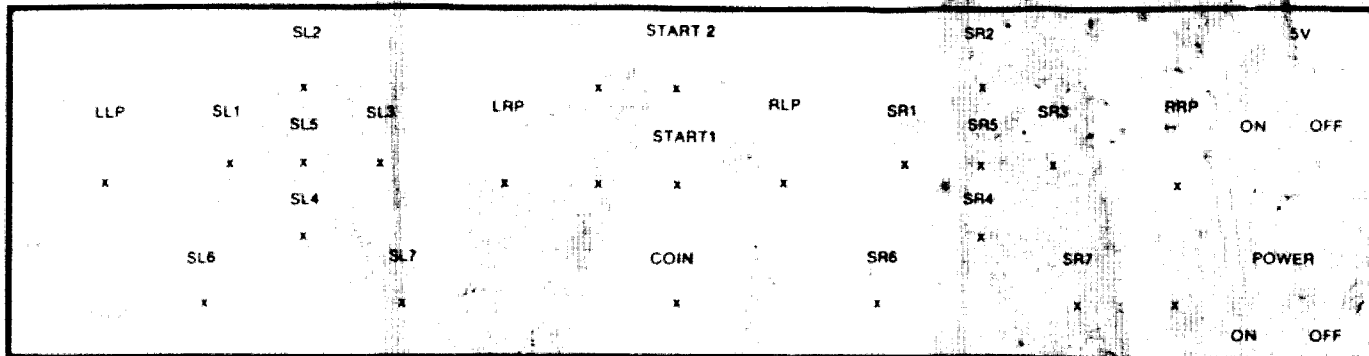 SL2 START 2 SR2 5V
LLP SL1 SL3 LRP RLP SR1 SR3 RRP
SL5 START1 SR5 ON OFF
x x x x
x x x x x x
x x x x x x
SL4 SR4
x x
SL6 SL7 COIN SR6 SR7 POWER
x x x x x x
ON OFF